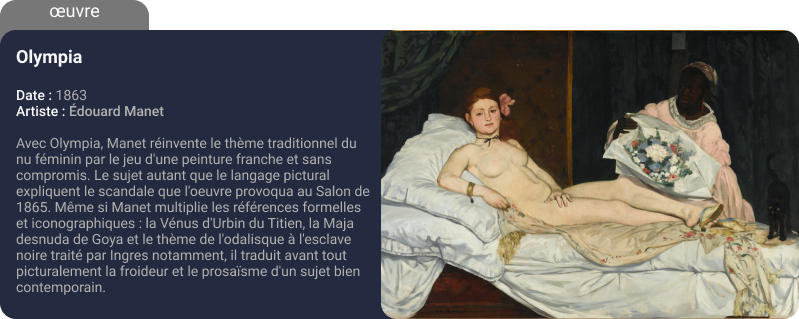 œuvre
Olympia
Date : 1863
Artiste : Édouard Manet
Avec Olympia, Manet réinvente le thème traditionnel du
nu féminin par le jeu d'une peinture franche et sans
compromis. Le sujet autant que le langage pictural
expliquent le scandale que l'oeuvre provoqua au Salon de
1865. Même si Manet multiplie les références formelles
et iconographiques : la Vénus d'Urbin du Titien, la Maja
desnuda de Goya et le thème de l'odalisque à l'esclave
noire traité par Ingres notamment, il traduit avant tout
picturalement la froideur et le prosaïsme d'un sujet bien
contemporain.